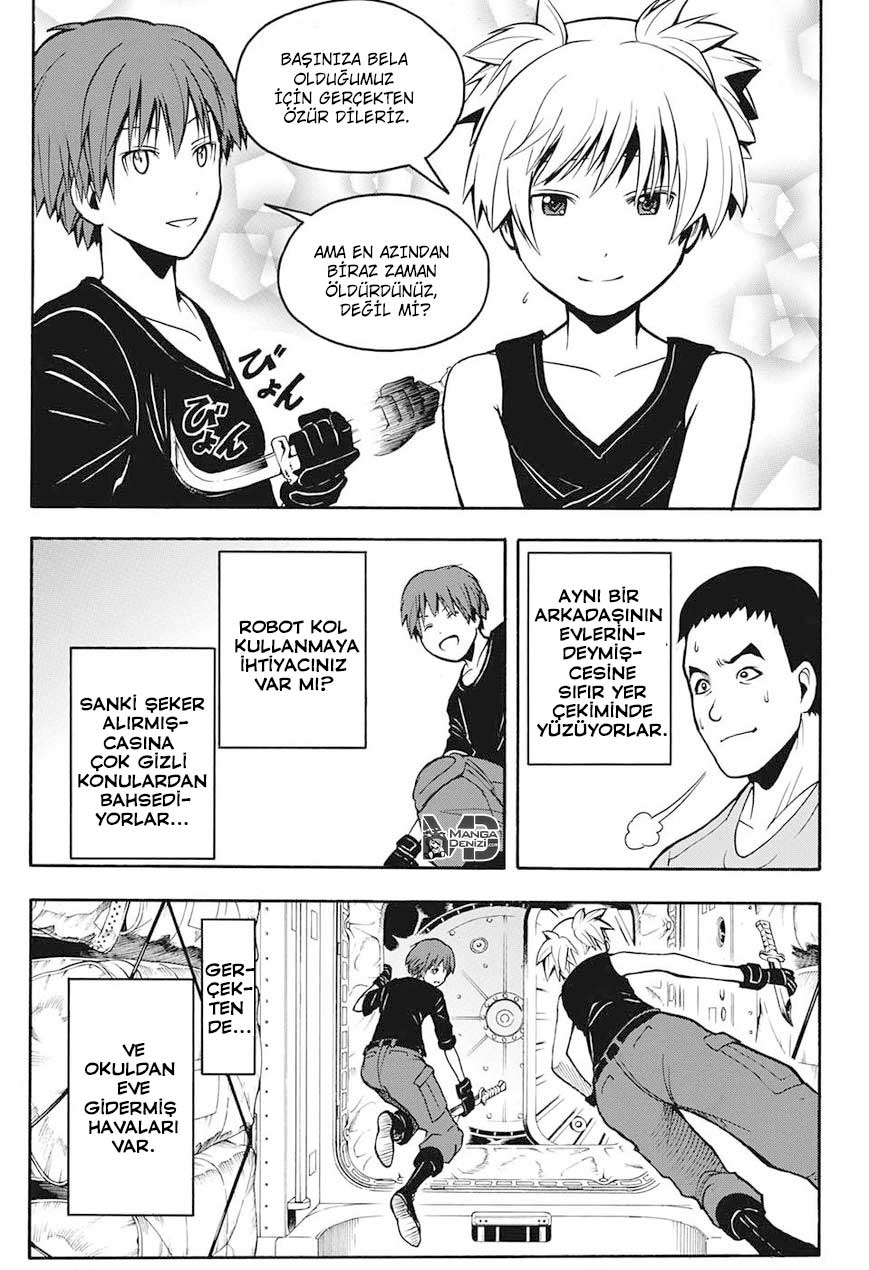 BAŞINIZA BELA
OLDUĞUMUZ
İÇİN GERÇEKTEN
ÖZÜR DİLERİZ.
AMA EN AZINDAN
BİRAZ ZAMAN
ÖLDÜRDÜNÜZ,
DEĞİL Mİ?
びょん
びょん
AYNI BİR
ARKADAŞININ
EVLERİN-
DEYMİŞ-
CESİNE
SIFIR YER
ÇEKİMİNDE
YÜZÜYORLAR.
ROBOT KOL
KULLANMAYA
İHTİYACINIZ
VAR MI?
SANKİ ŞEKER
ALIRMIŞ-
CASINA
ÇOK GİZLİ
KONULARDAN
BAHSEDİ-
YORLAR...
MD
MANGA
DENİZİ
GER-
ÇEK-
TEN
DE...
VE
OKULDAN
EVE
GİDERMİŞ
HAVALARI
VAR.